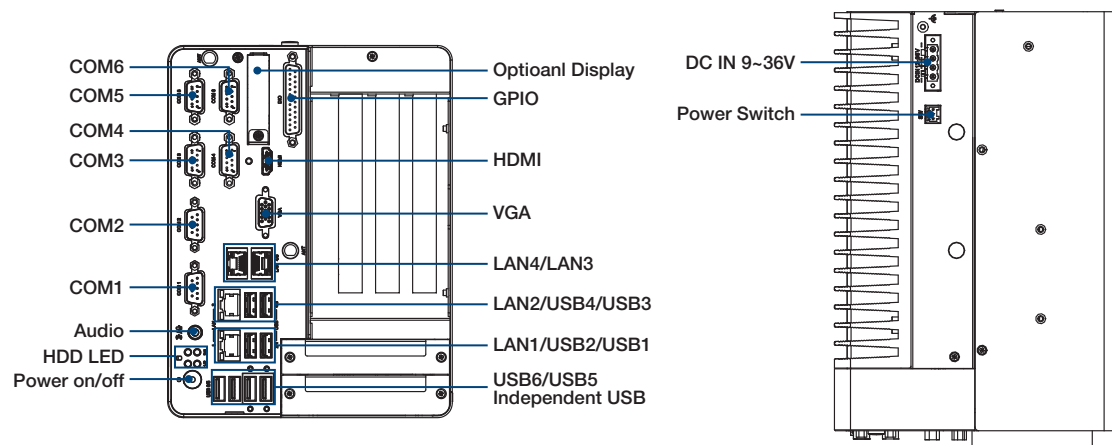 COM6
COM5
COM4
COM3
COM2
COM1
Audio
HDD LED
Power on/off
Optioanl Display
GPIO
HDMI
VGA
LAN4/LAN3
LAN2/USB4/USB3
LAN1/USB2/USB1
USB6/USB5
Independent USB
DC IN 9~36V
Power Switch